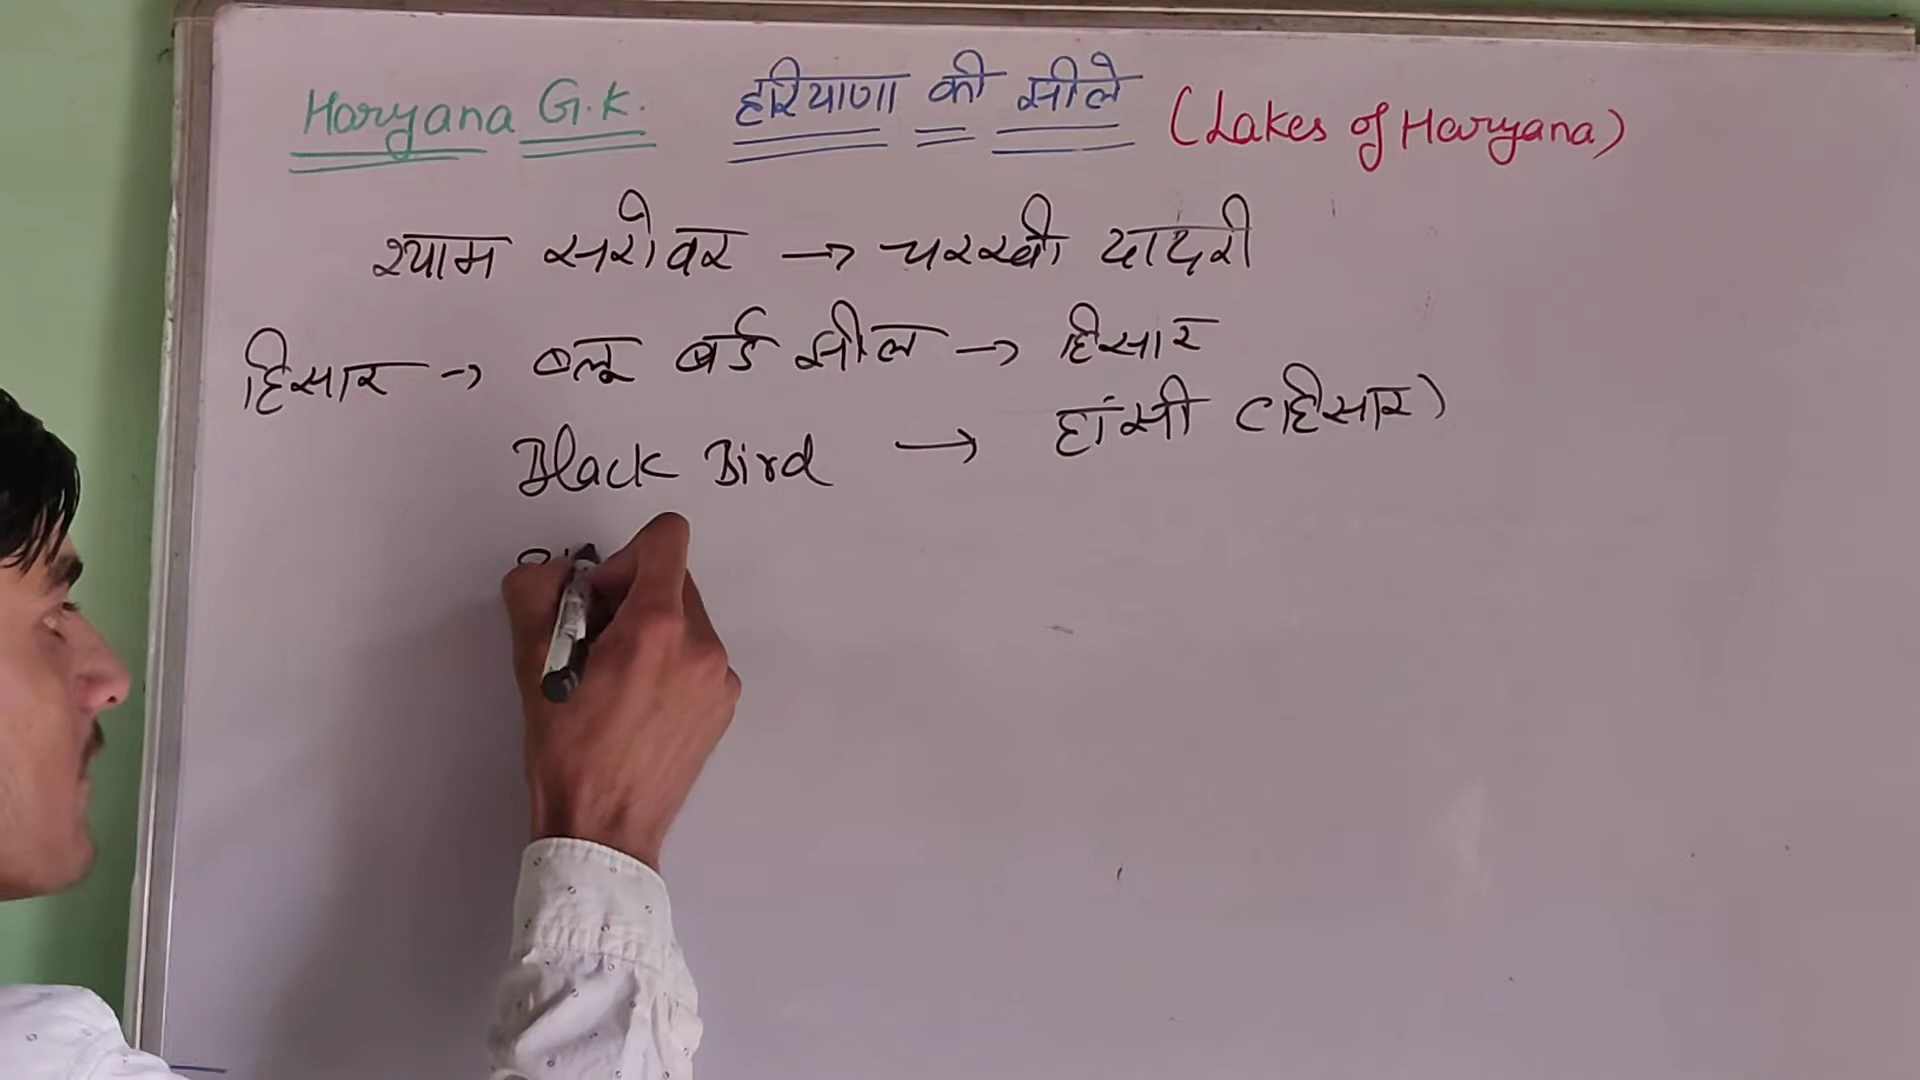 Haryana G.K. हरियाणा की झीले (Lakes of Haryana)
श्याम सरोवर → चरखी दादरी
हिसार → ब्लू बर्ड झील → हिसार
Black Bird → हांसी (हिसार)